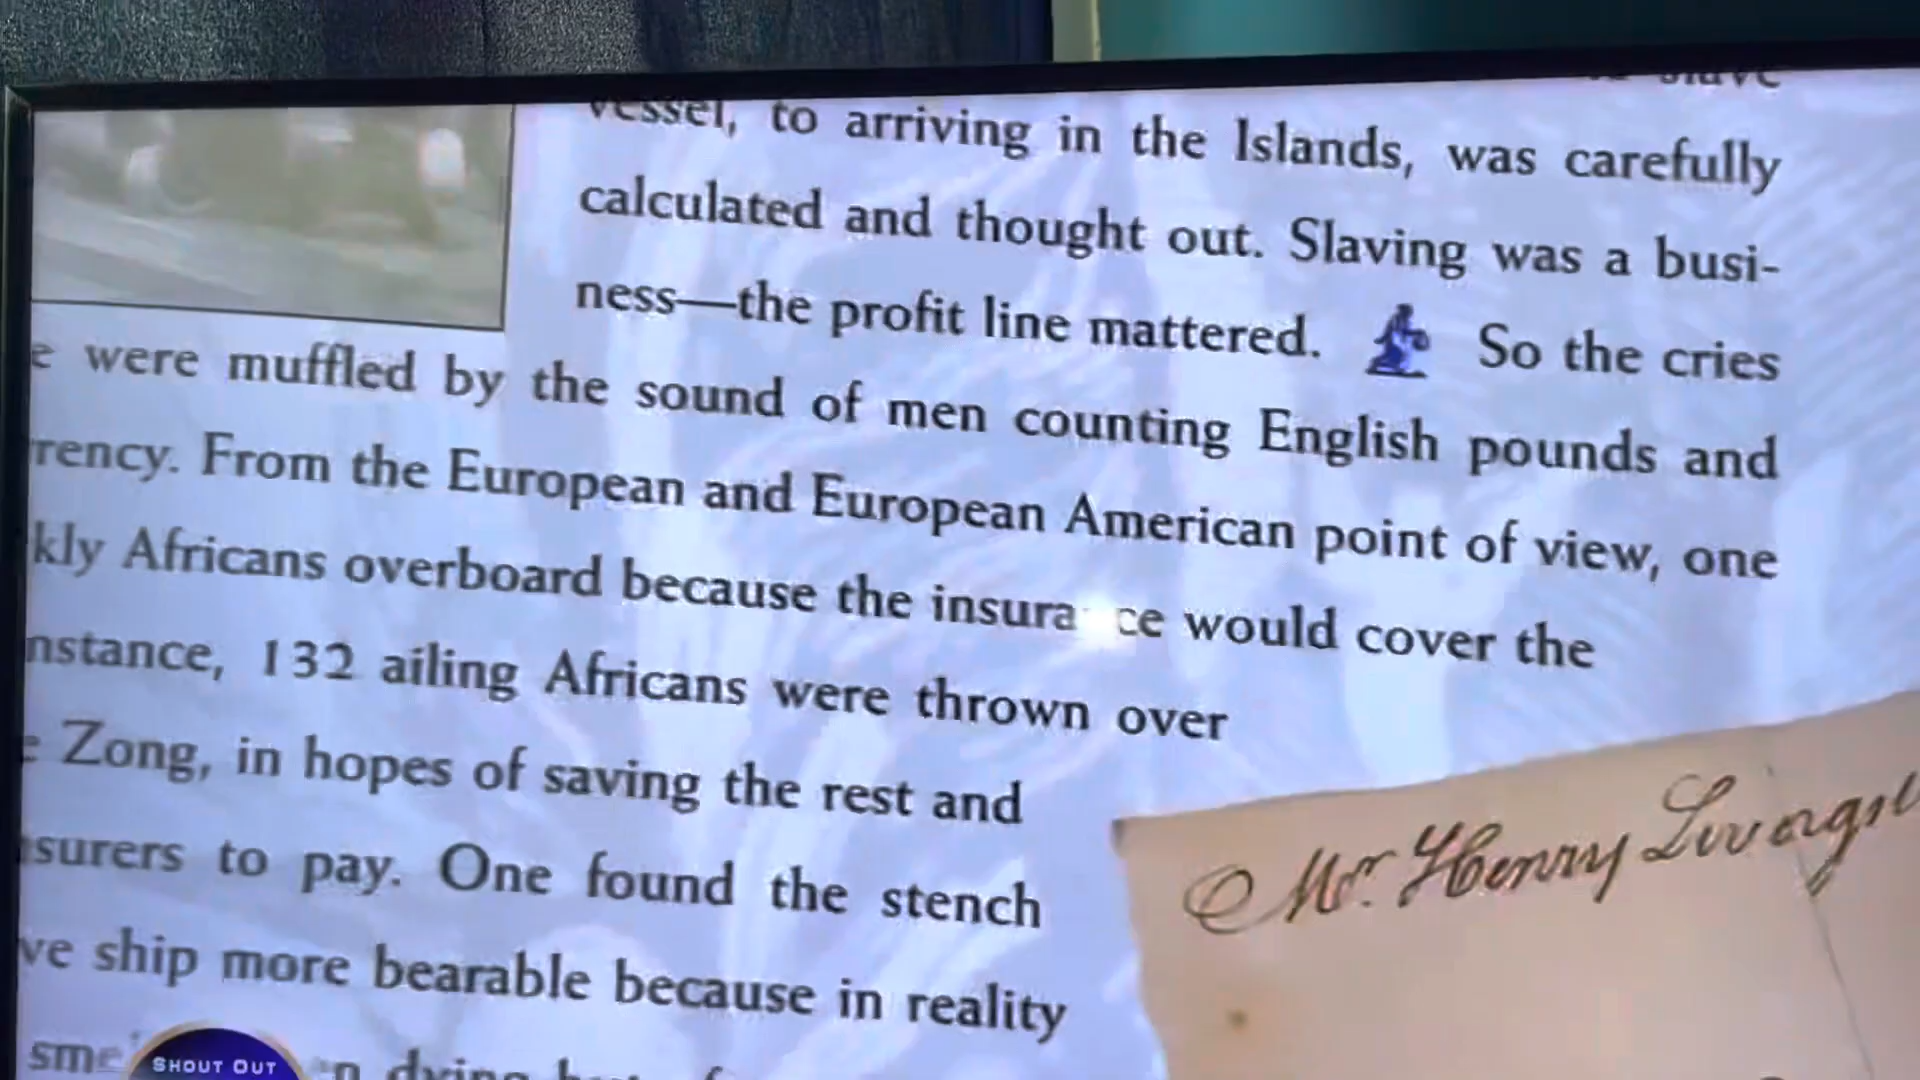 vessel, to arriving in the Islands, was carefully
calculated and thought out. Slaving was a busi-
ness—the profit line mattered. So the cries
were muffled by the sound of men counting English pounds and
rency. From the European and European American point of view, one
kly Africans overboard because the insura ce would cover the
nstance, 132 ailing Africans were thrown over
Zong, in hopes of saving the rest and
surers to pay. One found the stench
ve ship more bearable because in reality
SHOUT OUT
Mr. Henry